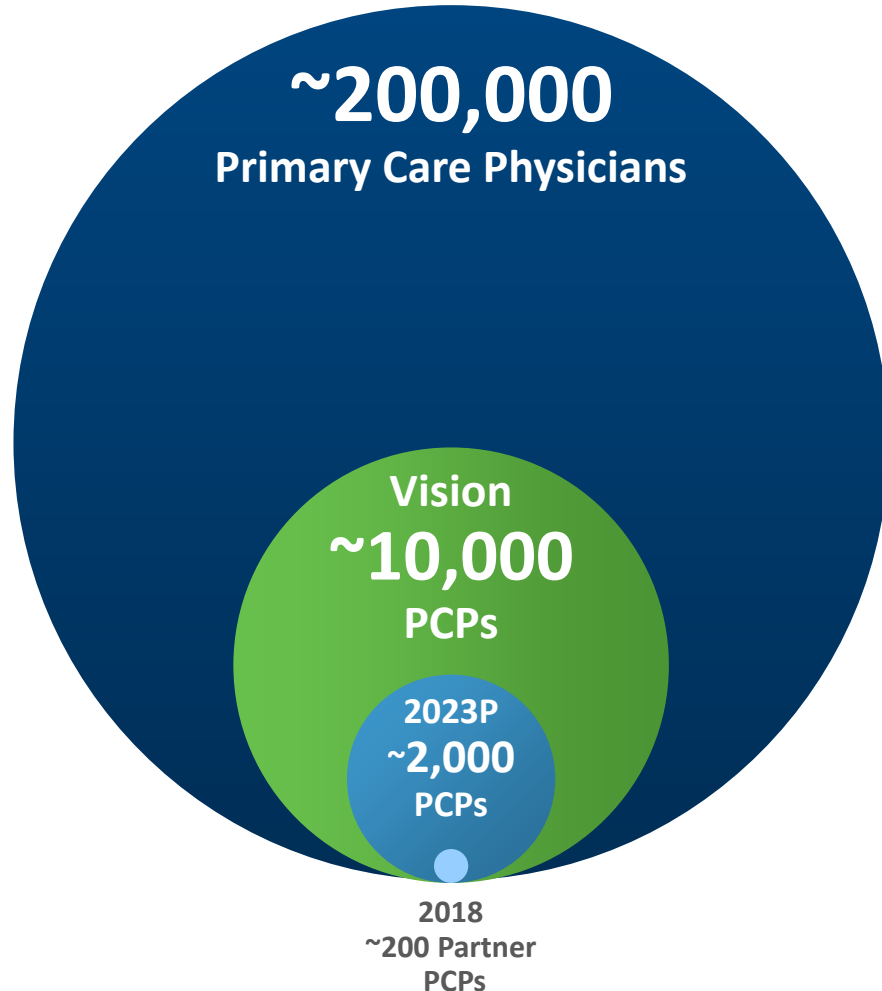 ~200,000
Primary Care Physicians
Vision
~10,000
PCPs
2023P
~2,000
PCPs
2018
~200 Partner
PCPs